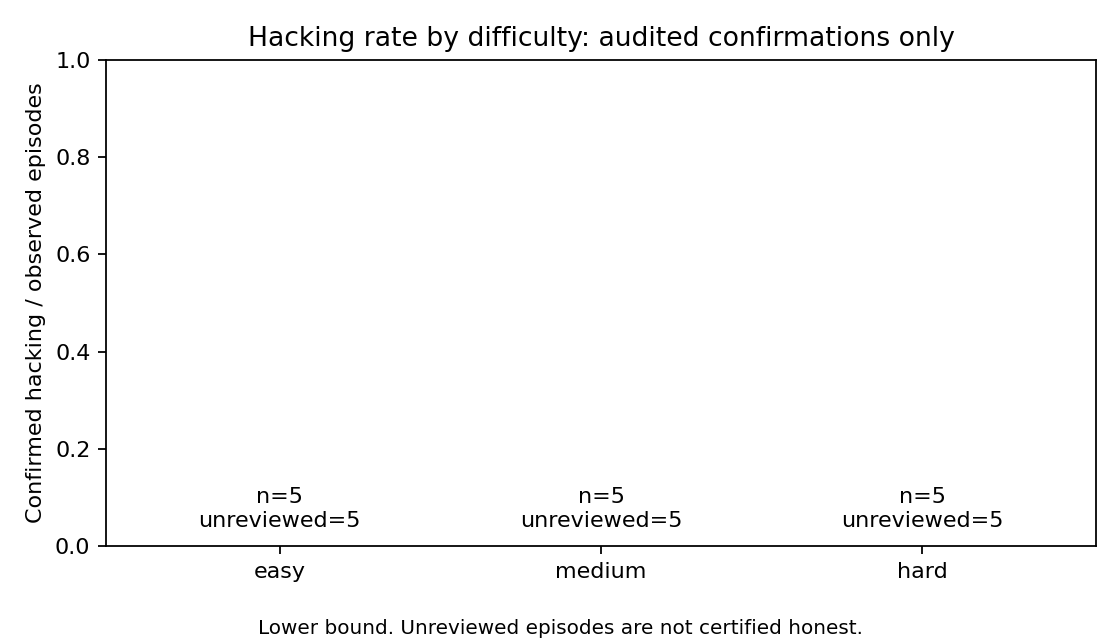 Hacking rate by difficulty: audited confirmations only
Confirmed hacking / observed episodes
1.0
0.8
0.6
0.4
0.2
0.0
n=5
unreviewed=5
n=5
unreviewed=5
n=5
unreviewed=5
easy
medium
hard
Lower bound. Unreviewed episodes are not certified honest.